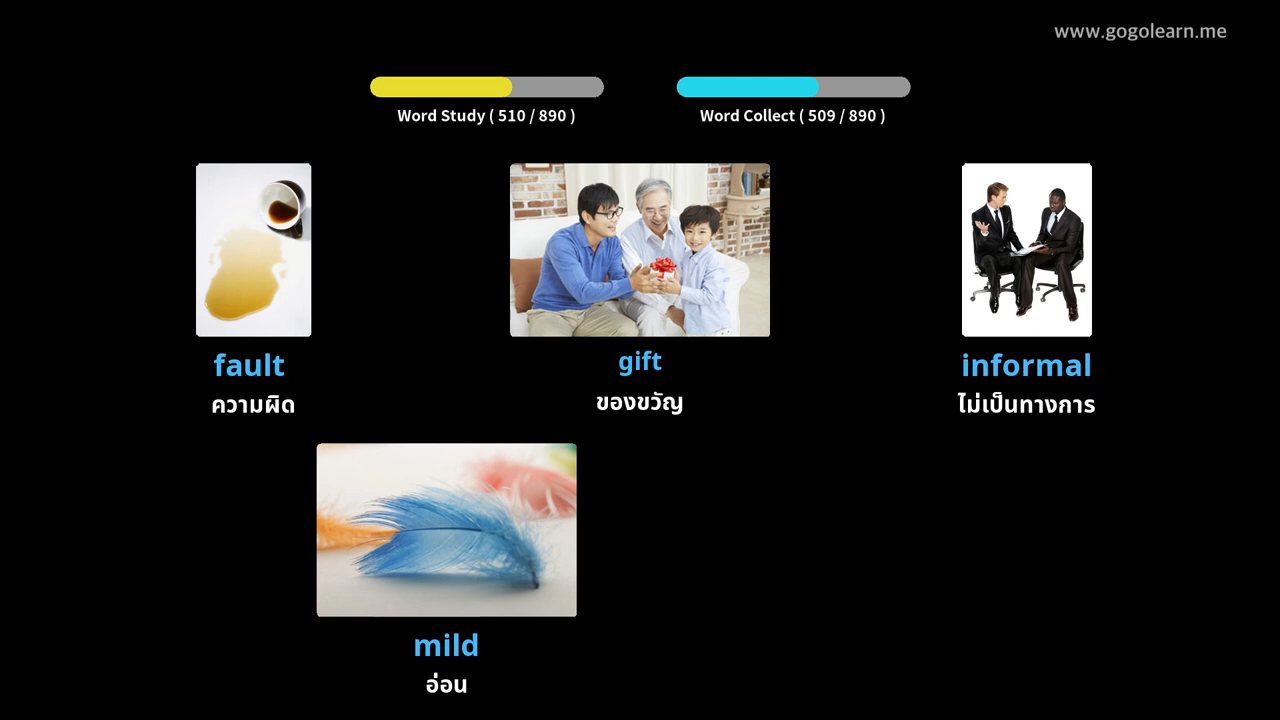 www.gogolearn.me
Word Study ( 510 / 890 )
Word Collect ( 509 / 890 )
fault
ความผิด
gift
ของขวัญ
informal
ไม่เป็นทางการ
mild
อ่อน